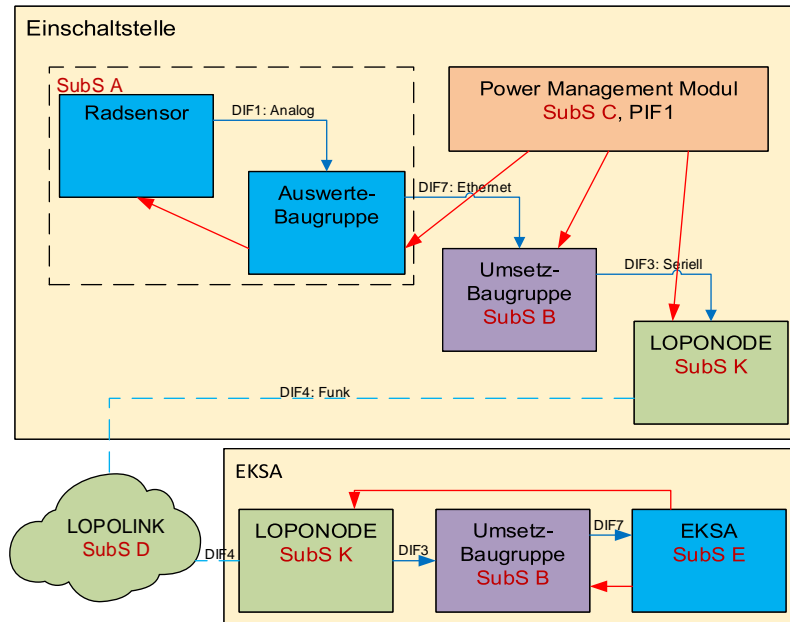 Einschaltstelle
SubS A
Radsensor
DIF1: Analog
Power Management Modul
SubS C, PIF1
Auswerte-
Baugruppe
DIF7: Ethernet
Umsetz-
Baugruppe
SubS B
DIF3: Seriell
LOPONODE
SubS K
DIF4: Funk
EKSA
LOPOLINK
SubS D
DIF4
LOPONODE
SubS K
DIF3
Umsetz-
Baugruppe
SubS B
DIF7
EKSA
SubS E